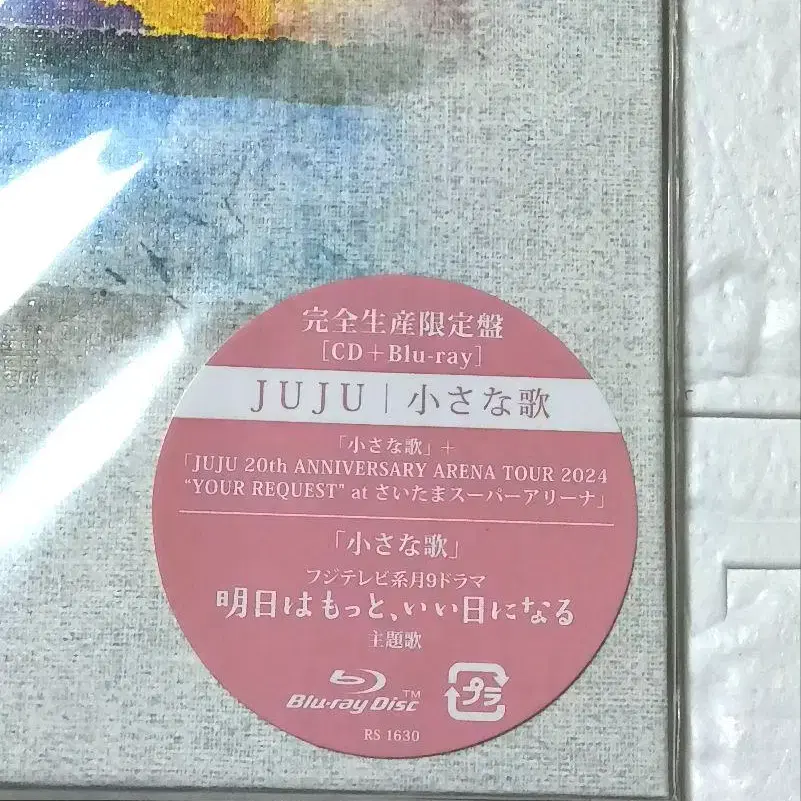 完全生産限定盤
[CD+Blu-ray]
JUJU | 小さな歌
「小さな歌」+
「JUJU 20th ANNIVERSARY ARENA TOUR 2024
"YOUR REQUEST" at さいたまスーパーアリーナ」
「小さな歌」
フジテレビ系月9ドラマ
明日はもっと、いい日になる
主題歌
Blu-ray Disc™
プラ
RS 1630